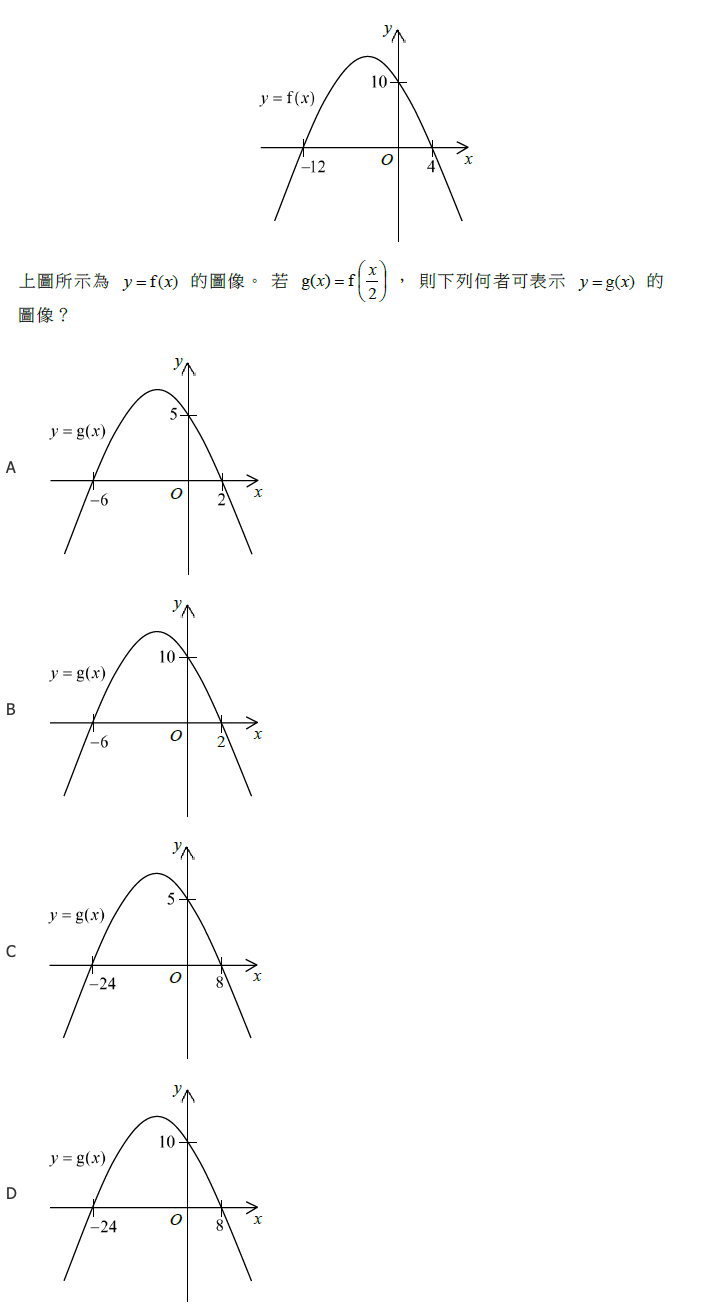 y
10
y = f(x)
−12
O
4
x
上圖所示為 y = f(x) 的圖像。 若 g(x) = f(x/2) ， 則下列何者可表示 y = g(x) 的
圖像？
y
5
y = g(x)
A
−6
O
2
x
y
10
y = g(x)
B
−6
O
2
x
y
5
y = g(x)
C
−24
O
8
x
y
10
y = g(x)
D
−24
O
8
x